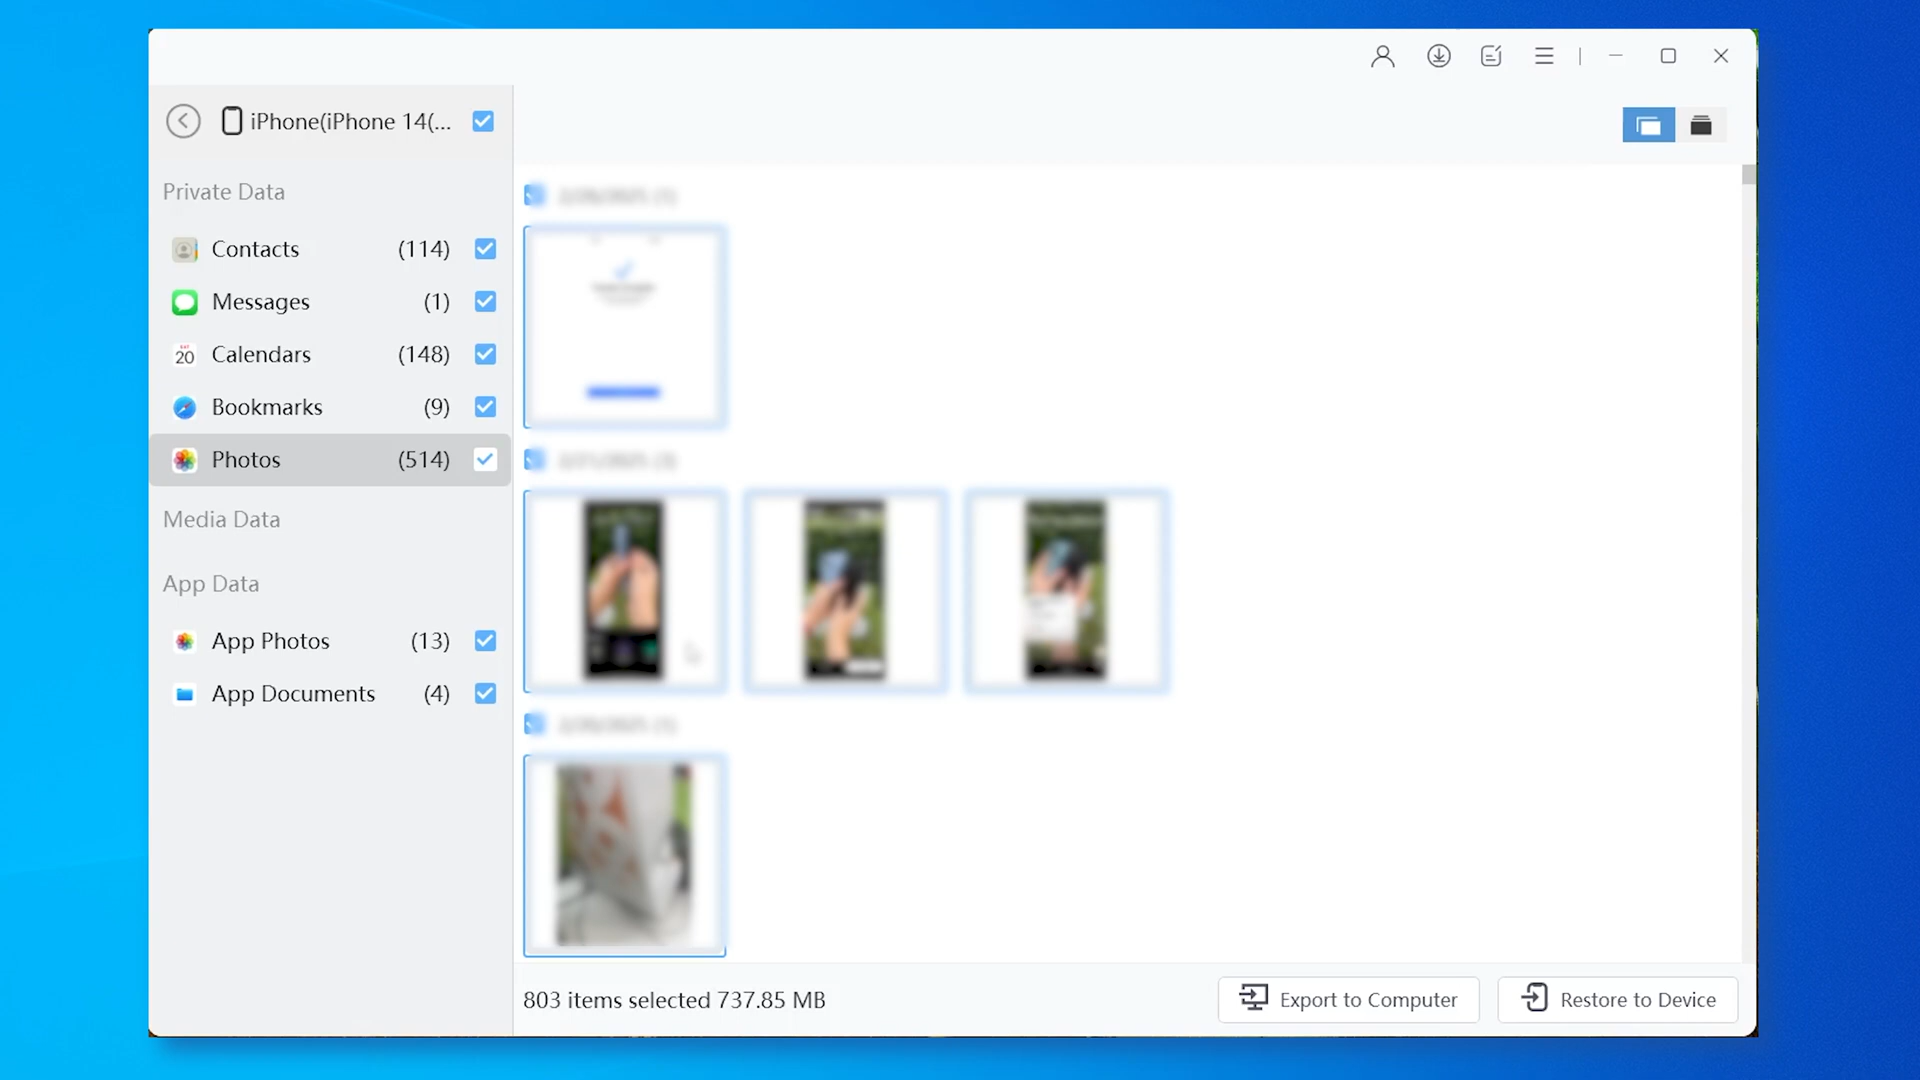 iPhone(iPhone 14(...
Private Data
Contacts (114)
Messages (1)
Calendars (148)
Bookmarks (9)
Photos (514)
Media Data
App Data
App Photos (13)
App Documents (4)
803 items selected 737.85 MB
Export to Computer
Restore to Device